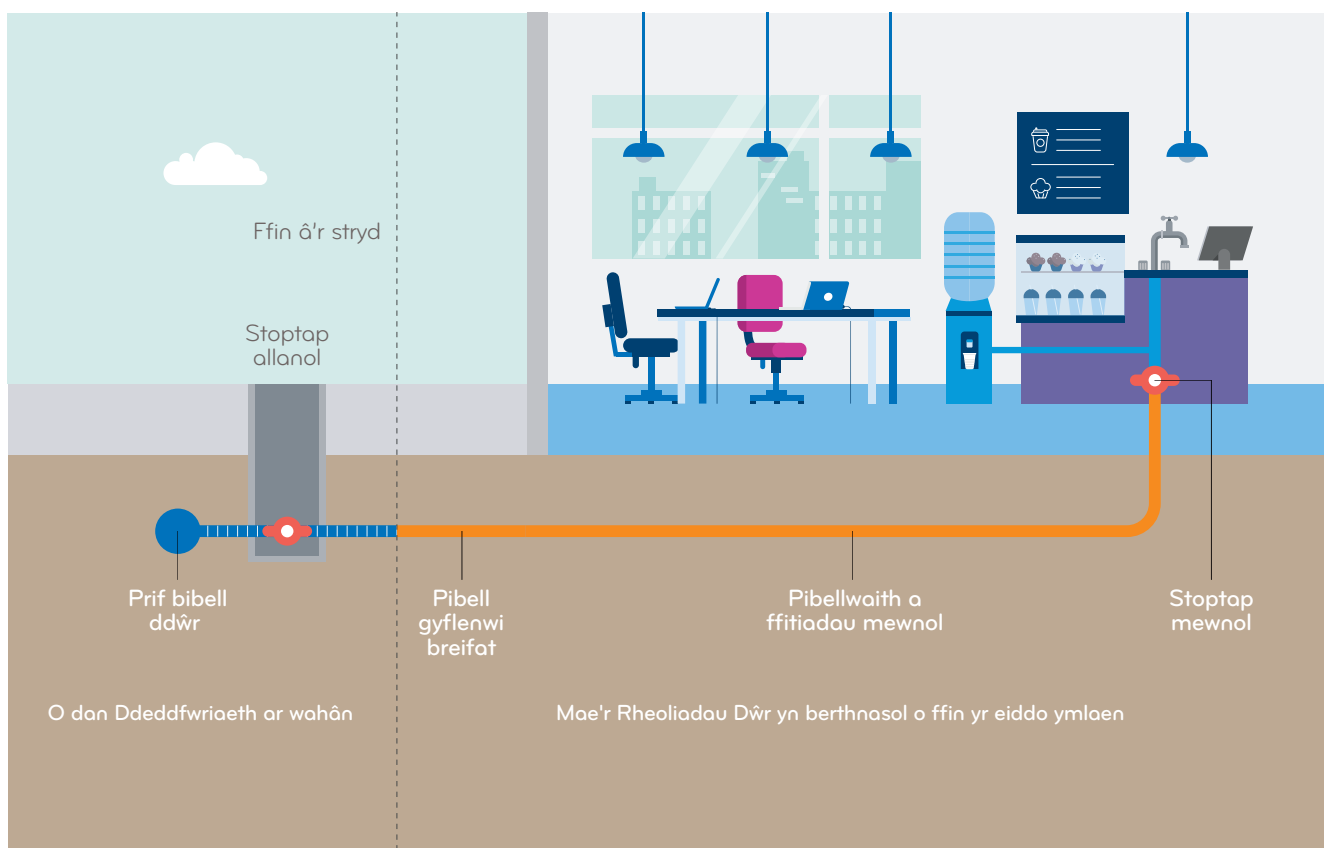 Ffin â'r stryd
Stoptap
allanol
Prif bibell
ddŵr
Pibell
gyflenwi
breifat
Pibellwaith a
ffitiadau mewnol
Stoptap
mewnol
O dan Ddeddfwriaeth ar wahân
Mae'r Rheoliadau Dŵr yn berthnasol o ffin yr eiddo ymlaen